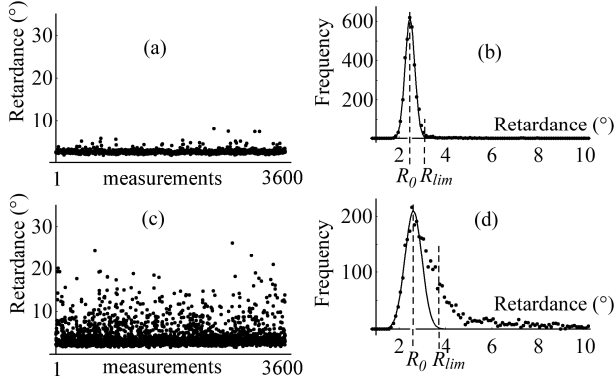 Retardance (°)
30
20
10
(a)
1 measurements 3600
Frequency
600
400
200
(b)
Retardance (°)
2 4 6 8 10
R0 Rlim
Retardance (°)
30
20
10
(c)
1 measurements 3600
Frequency
200
100
(d)
Retardance (°)
2 4 6 8 10
R0 Rlim